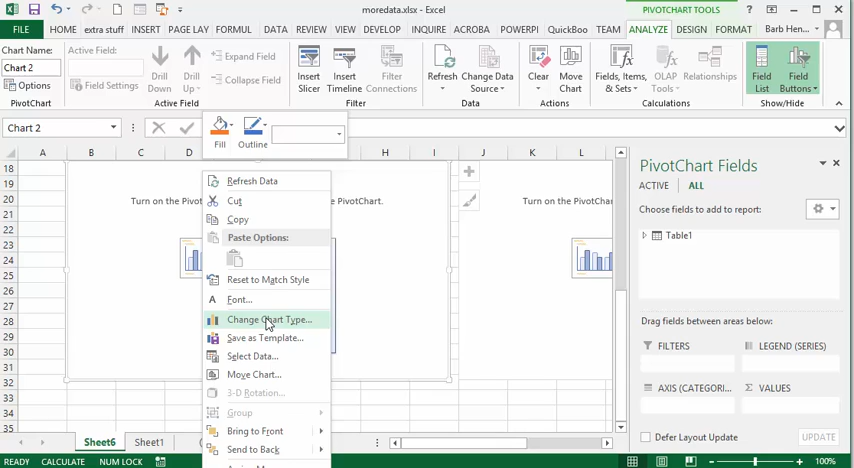 moredata.xlsx - Excel
PIVOTCHART TOOLS
?
FILE HOME extra stuff INSERT PAGE LAY FORMUL DATA REVIEW VIEW DEVELOP INQUIRE ACROBA POWERPI QuickBoo TEAM ANALYZE DESIGN FORMAT Barb Hen...
Chart Name:
Chart 2
Options
PivotChart
Active Field:
Field Settings
Drill Down
Drill Up
Expand Field
Collapse Field
Active Field
Insert Slicer
Insert Timeline
Filter Connections
Filter
Refresh
Change Data Source
Data
Clear
Move Chart
Actions
Fields, Items, & Sets
OLAP Tools
Relationships
Calculations
Field List
Field Buttons
Show/Hide
Chart 2
Fill
Outline
A B C D H I J K L
18
19
20
21
22
23
24
25
26
27
28
29
30
31
32
33
34
35
Turn on the Piv
e PivotChart.
Turn on the Pivo
Refresh Data
Cut
Copy
Paste Options:
Reset to Match Style
A Font...
Change Chart Type...
Save as Template...
Select Data...
Move Chart...
3-D Rotation...
Group
Bring to Front
Send to Back
PivotChart Fields
ACTIVE ALL
Choose fields to add to report:
Table1
Drag fields between areas below:
FILTERS
LEGEND (SERIES)
AXIS (CATEGORI...
Σ VALUES
Defer Layout Update
UPDATE
Sheet6 Sheet1
READY CALCULATE NUM LOCK
100%